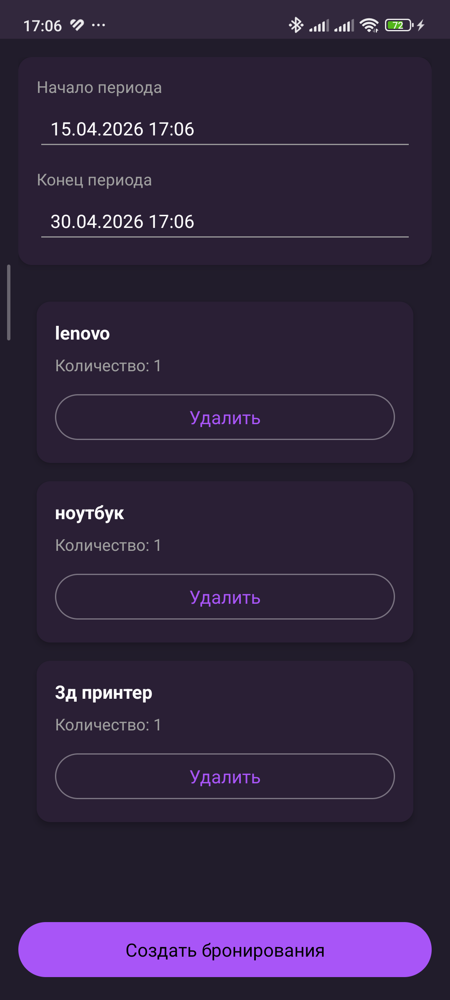 17:06
72
Начало периода
15.04.2026 17:06
Конец периода
30.04.2026 17:06
lenovo
Количество: 1
Удалить
ноутбук
Количество: 1
Удалить
3д принтер
Количество: 1
Удалить
Создать бронирования